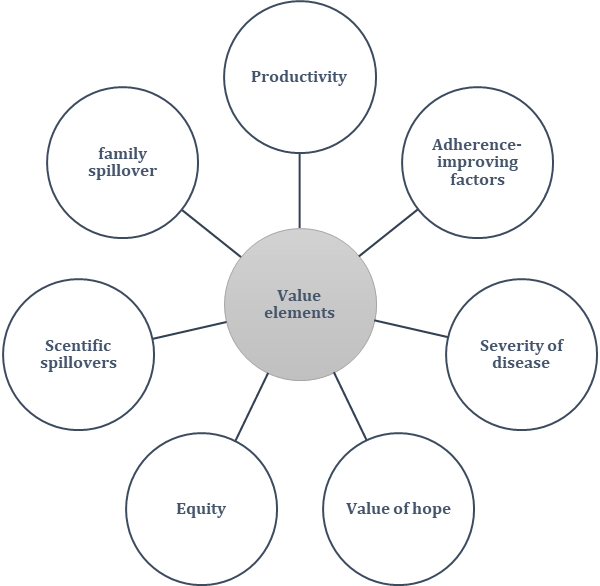 Productivity
family
spillover
Adherence-
improving
factors
Value
elements
Scentific
spillovers
Severity of
disease
Equity
Value of hope